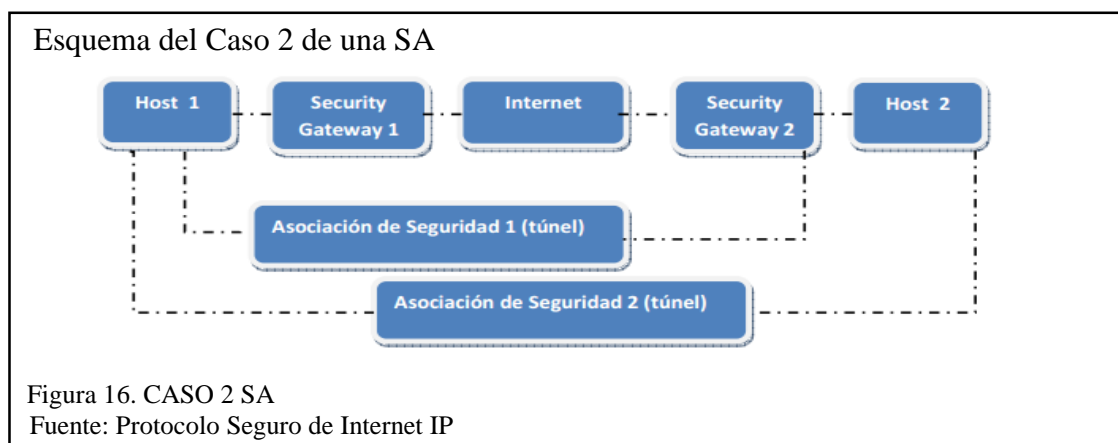 Esquema del Caso 2 de una SA
Host 1
Security
Gateway 1
Internet
Security
Gateway 2
Host 2
Asociación de Seguridad 1 (túnel)
Asociación de Seguridad 2 (túnel)
Figura 16. CASO 2 SA
Fuente: Protocolo Seguro de Internet IP